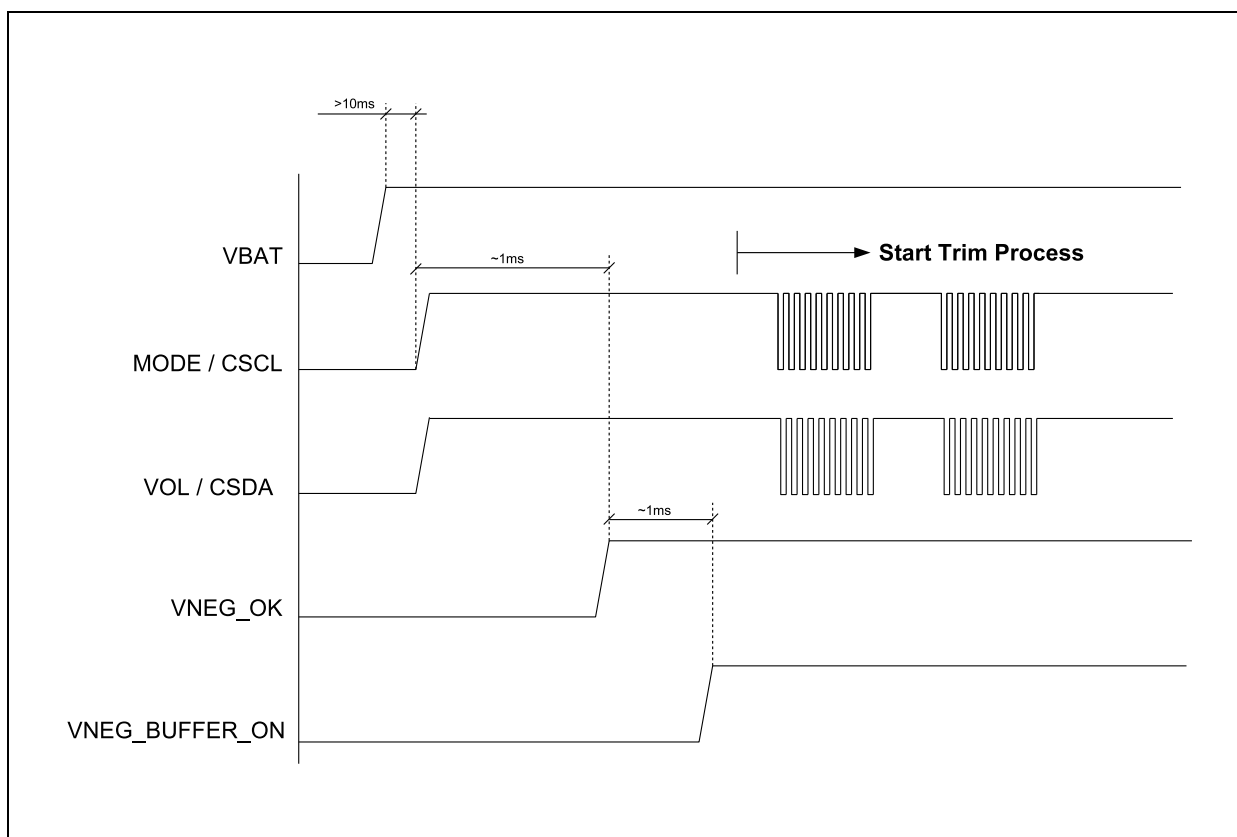 >10ms
VBAT
~1ms
Start Trim Process
MODE / CSCL
VOL / CSDA
~1ms
VNEG_OK
VNEG_BUFFER_ON